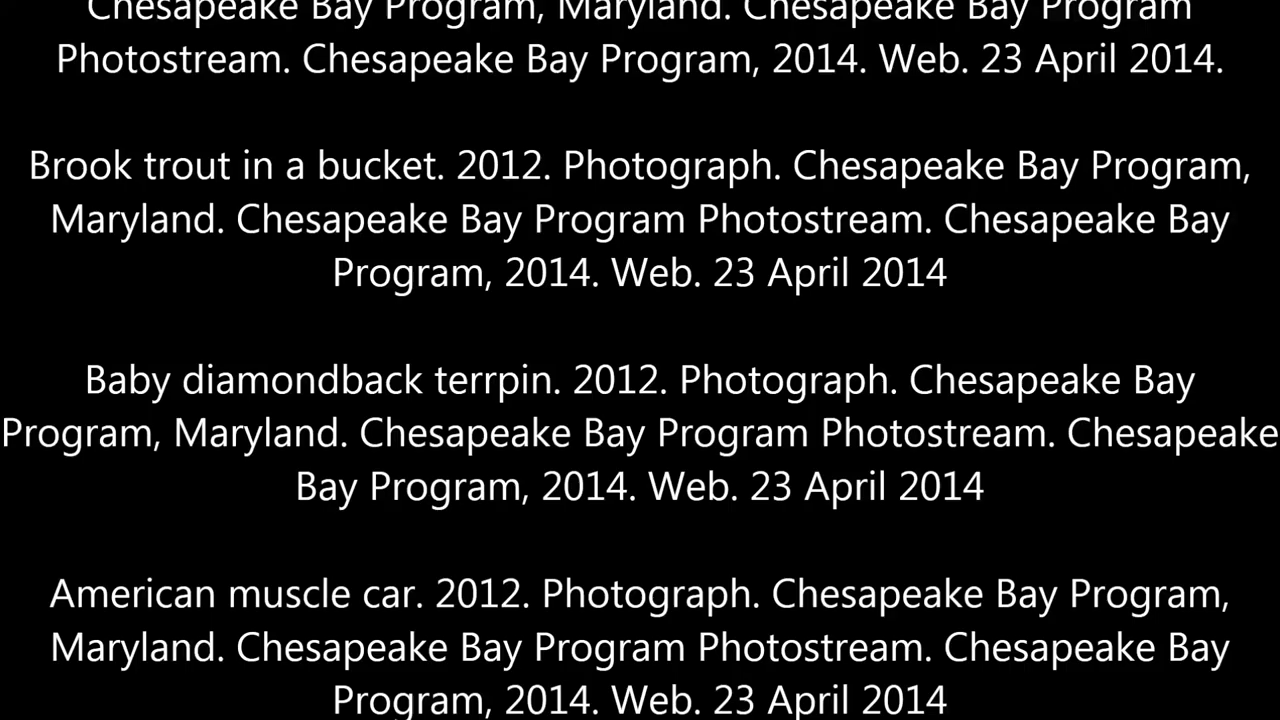 Chesapeake Bay Program, Maryland. Chesapeake Bay Program
Photostream. Chesapeake Bay Program, 2014. Web. 23 April 2014.
Brook trout in a bucket. 2012. Photograph. Chesapeake Bay Program,
Maryland. Chesapeake Bay Program Photostream. Chesapeake Bay
Program, 2014. Web. 23 April 2014
Baby diamondback terrpin. 2012. Photograph. Chesapeake Bay
Program, Maryland. Chesapeake Bay Program Photostream. Chesapeake
Bay Program, 2014. Web. 23 April 2014
American muscle car. 2012. Photograph. Chesapeake Bay Program,
Maryland. Chesapeake Bay Program Photostream. Chesapeake Bay
Program, 2014. Web. 23 April 2014